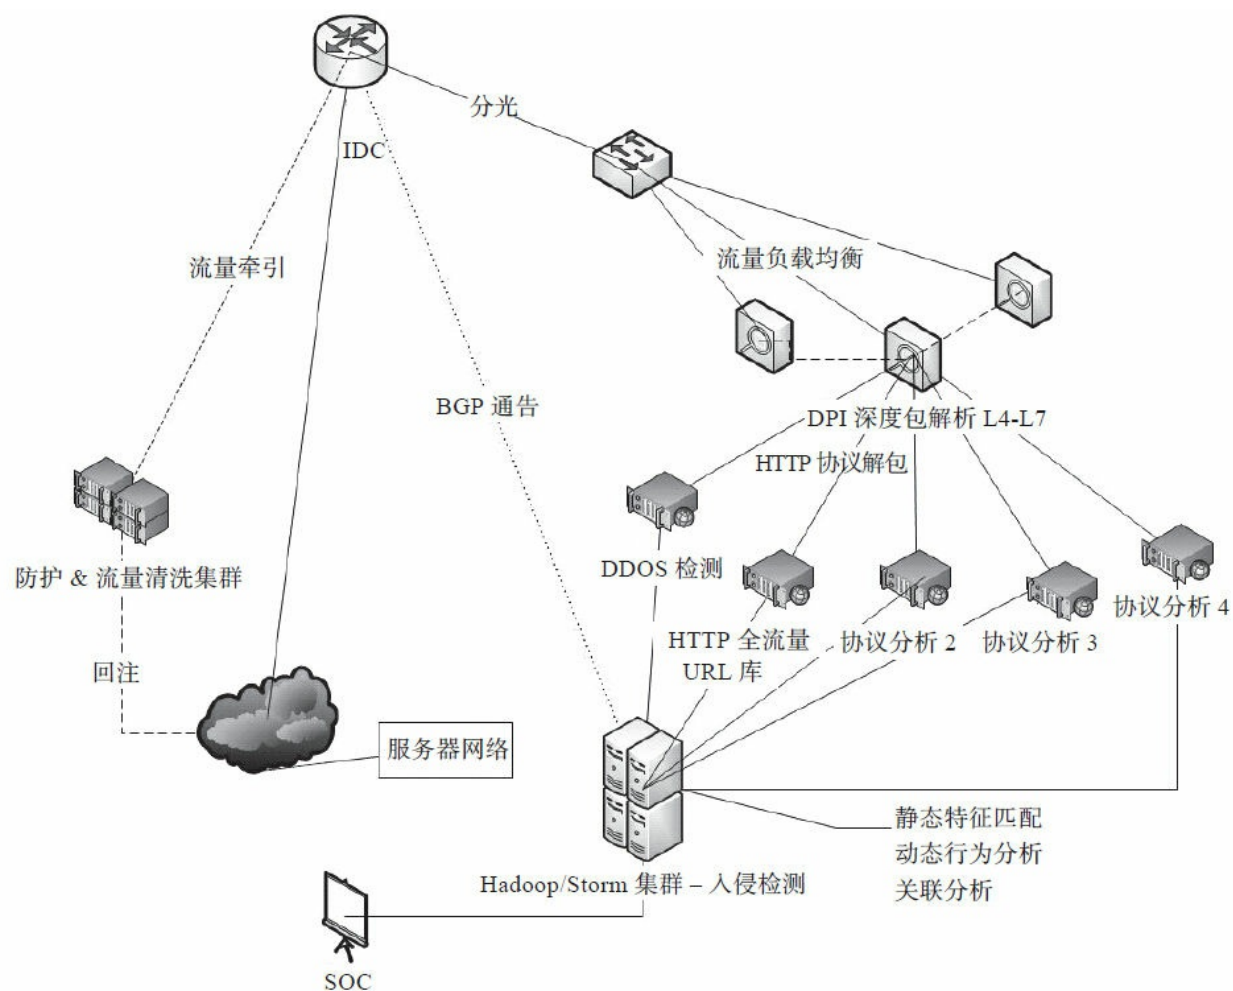 分光
IDC
流量牵引
流量负载均衡
BGP 通告
DPI 深度包解析 L4-L7
HTTP 协议解包
防护 & 流量清洗集群
DDOS 检测
HTTP 全流量
URL 库
协议分析 2
协议分析 3
协议分析 4
回注
服务器网络
静态特征匹配
动态行为分析
关联分析
Hadoop/Storm 集群 – 入侵检测
SOC